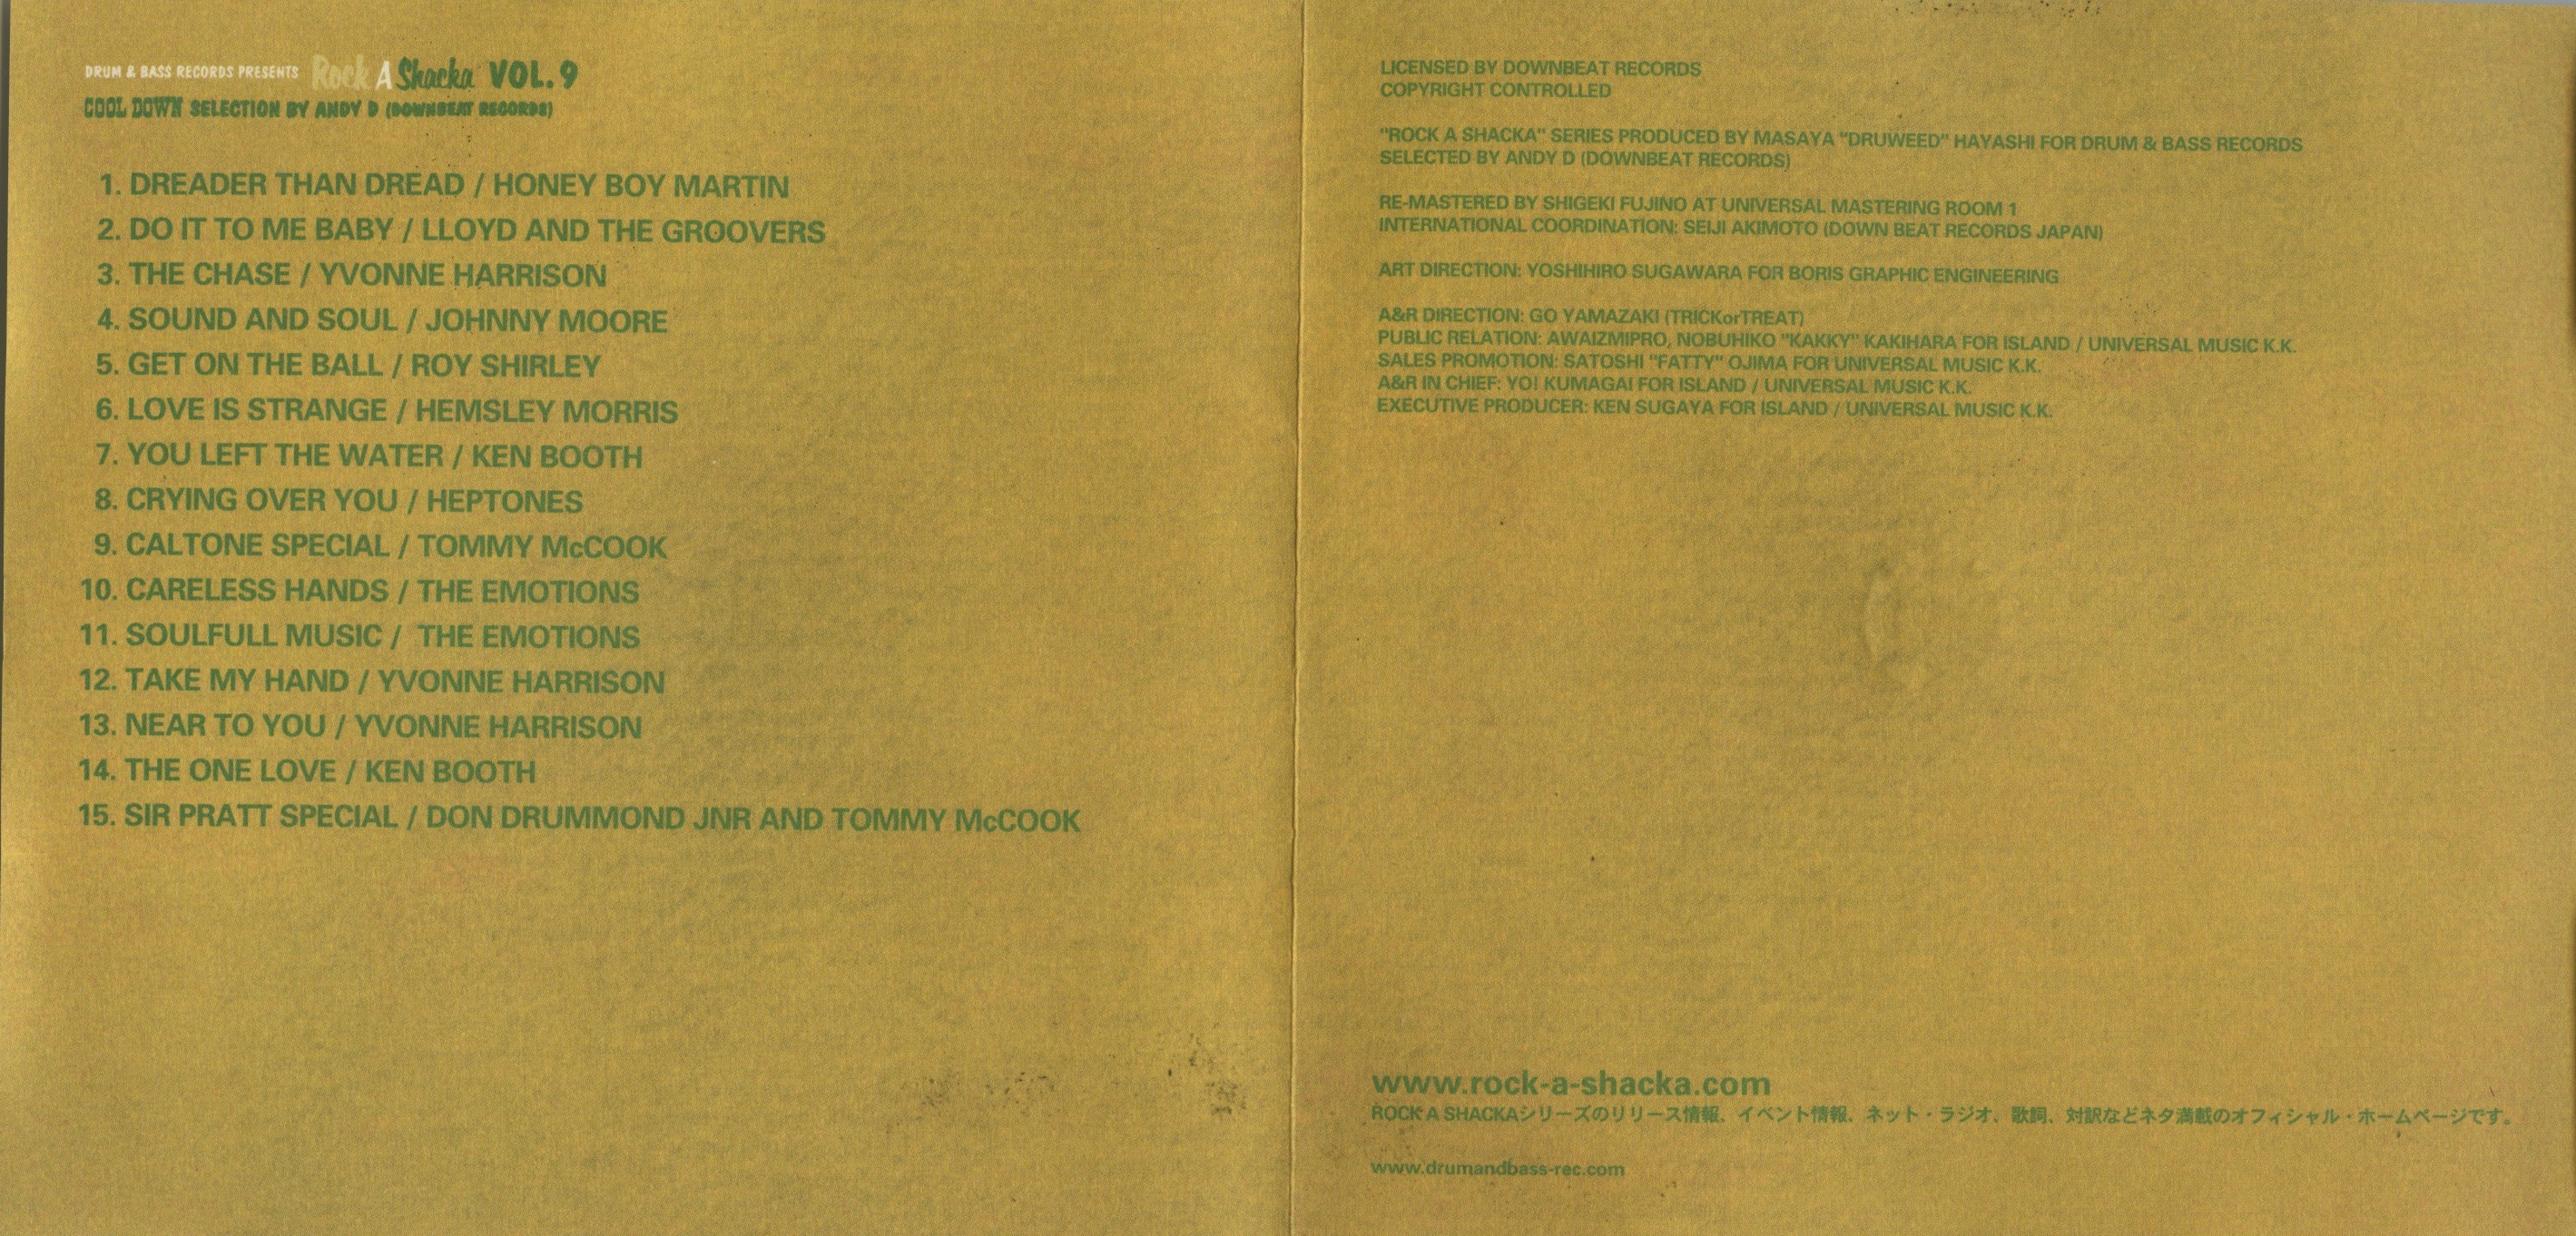 DRUM & BASS RECORDS PRESENTS Rock A Shacka VOL. 9
COOL DOWN SELECTION BY ANDY D (DOWNBEAT RECORDS)
1. DREADER THAN DREAD / HONEY BOY MARTIN
2. DO IT TO ME BABY / LLOYD AND THE GROOVERS
3. THE CHASE / YVONNE HARRISON
4. SOUND AND SOUL / JOHNNY MOORE
5. GET ON THE BALL / ROY SHIRLEY
6. LOVE IS STRANGE / HEMSLEY MORRIS
7. YOU LEFT THE WATER / KEN BOOTH
8. CRYING OVER YOU / HEPTONES
9. CALTONE SPECIAL / TOMMY McCOOK
10. CARELESS HANDS / THE EMOTIONS
11. SOULFULL MUSIC / THE EMOTIONS
12. TAKE MY HAND / YVONNE HARRISON
13. NEAR TO YOU / YVONNE HARRISON
14. THE ONE LOVE / KEN BOOTH
15. SIR PRATT SPECIAL / DON DRUMMOND JNR AND TOMMY McCOOK
LICENSED BY DOWNBEAT RECORDS
COPYRIGHT CONTROLLED
"ROCK A SHACKA" SERIES PRODUCED BY MASAYA "DRUWEED" HAYASHI FOR DRUM & BASS RECORDS
SELECTED BY ANDY D (DOWNBEAT RECORDS)
RE-MASTERED BY SHIGEKI FUJINO AT UNIVERSAL MASTERING ROOM 1
INTERNATIONAL COORDINATION: SEIJI AKIMOTO (DOWN BEAT RECORDS JAPAN)
ART DIRECTION: YOSHIHIRO SUGAWARA FOR BORIS GRAPHIC ENGINEERING
A&R DIRECTION: GO YAMAZAKI (TRICKorTREAT)
PUBLIC RELATION: AWAIZMIPRO, NOBUHIKO "KAKKY" KAKIHARA FOR ISLAND / UNIVERSAL MUSIC K.K.
SALES PROMOTION: SATOSHI "FATTY" OJIMA FOR UNIVERSAL MUSIC K.K.
A&R IN CHIEF: YO! KUMAGAI FOR ISLAND / UNIVERSAL MUSIC K.K.
EXECUTIVE PRODUCER: KEN SUGAYA FOR ISLAND / UNIVERSAL MUSIC K.K.
www.rock-a-shacka.com
ROCK A SHACKAシリーズのリリース情報、イベント情報、ネット・ラジオ、歌詞、対訳などネタ満載のオフィシャル・ホームページです。
www.drumandbass-rec.com